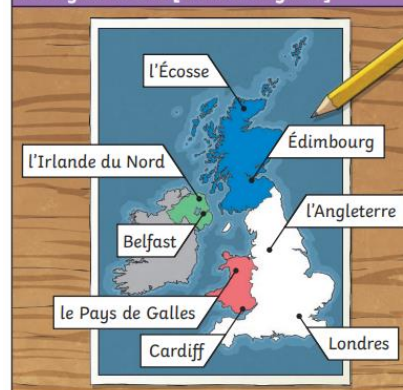 l'Écosse
Édimbourg
l'Irlande du Nord
l'Angleterre
Belfast
le Pays de Galles
Cardiff
Londres